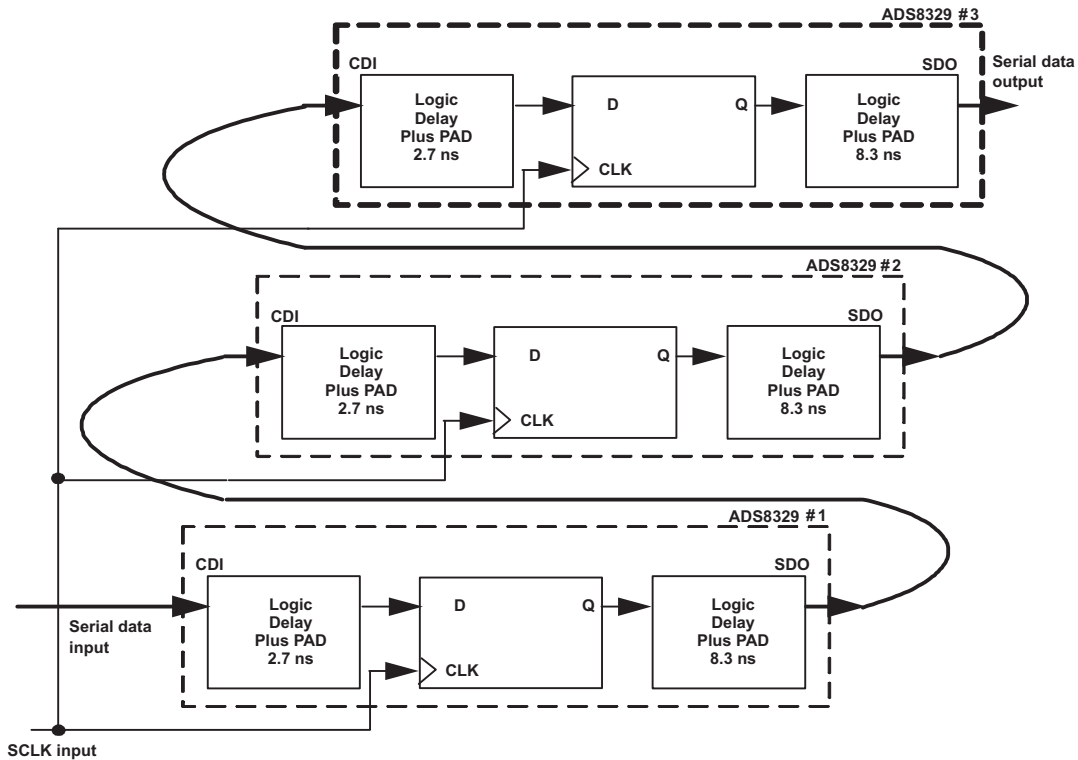 ADS8329 #3
CDI
SDO
Serial data
output
Logic
Delay
Plus PAD
2.7 ns
D
Q
CLK
Logic
Delay
Plus PAD
8.3 ns
ADS8329 #2
CDI
SDO
Logic
Delay
Plus PAD
2.7 ns
D
Q
CLK
Logic
Delay
Plus PAD
8.3 ns
ADS8329 #1
CDI
SDO
Serial data
input
Logic
Delay
Plus PAD
2.7 ns
D
Q
CLK
Logic
Delay
Plus PAD
8.3 ns
SCLK input